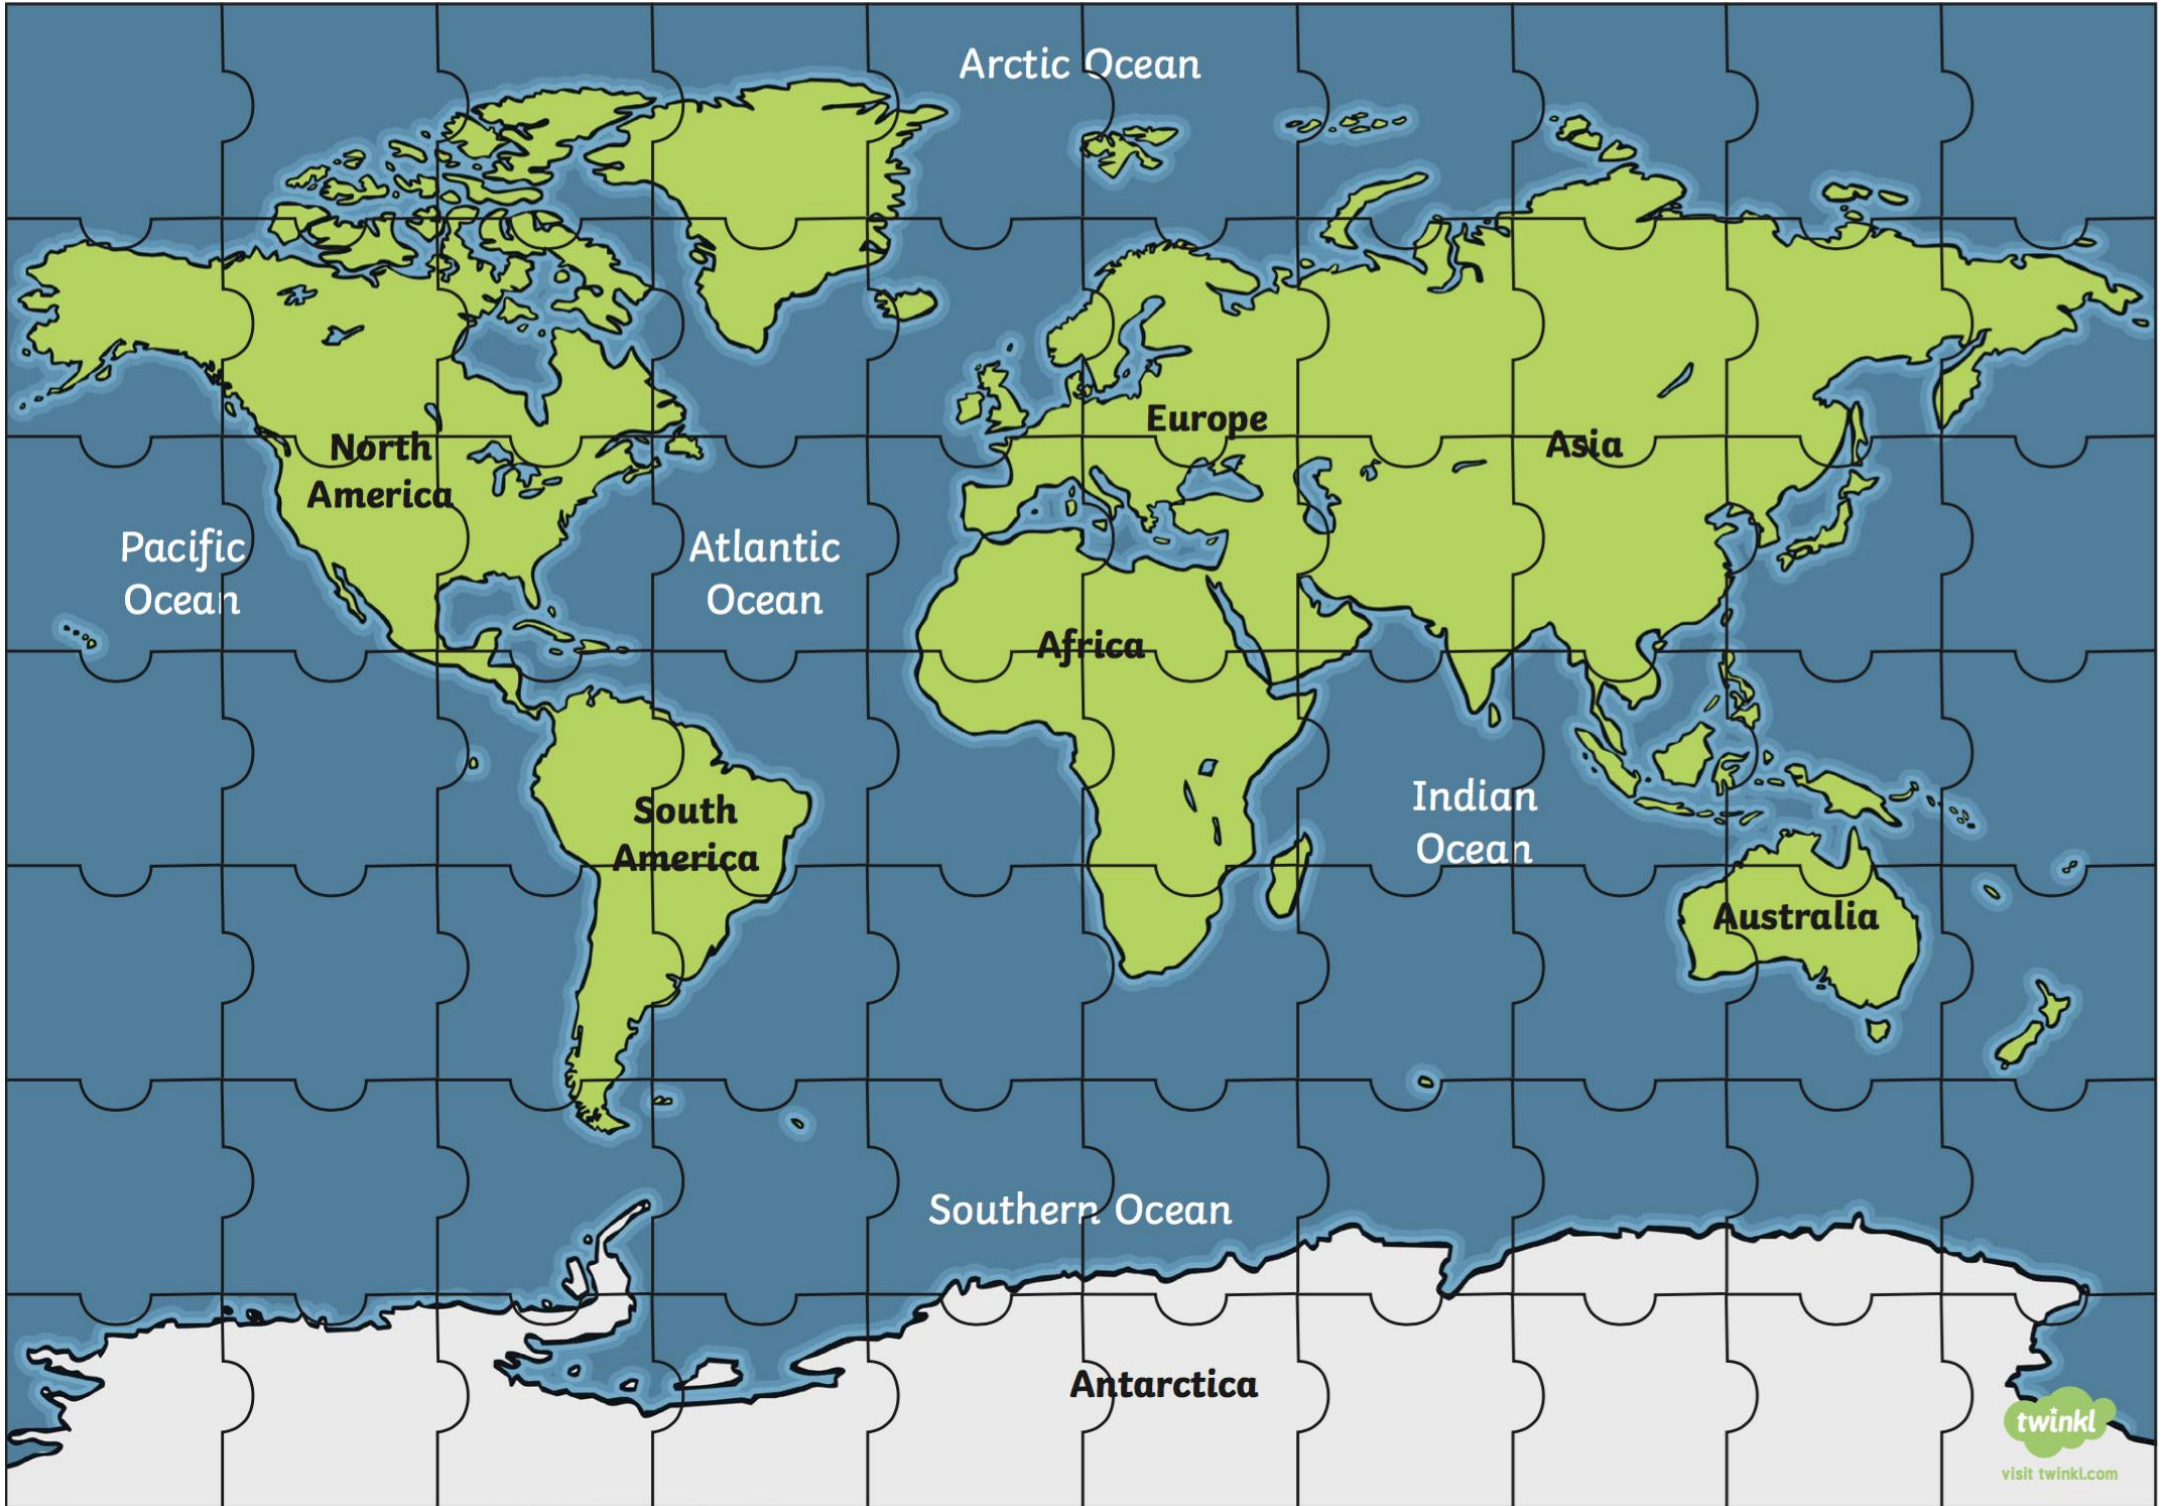 Arctic Ocean
Europe
North
America
Asia
Pacific
Ocean
Atlantic
Ocean
Africa
South
America
Indian
Ocean
Australia
Southern Ocean
Antarctica
twinkl
visit twinkl.com